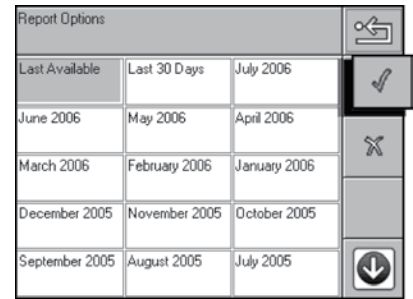 Report Options
Last Available Last 30 Days July 2006
June 2006 May 2006 April 2006
March 2006 February 2006 January 2006
December 2005 November 2005 October 2005
September 2005 August 2005 July 2005